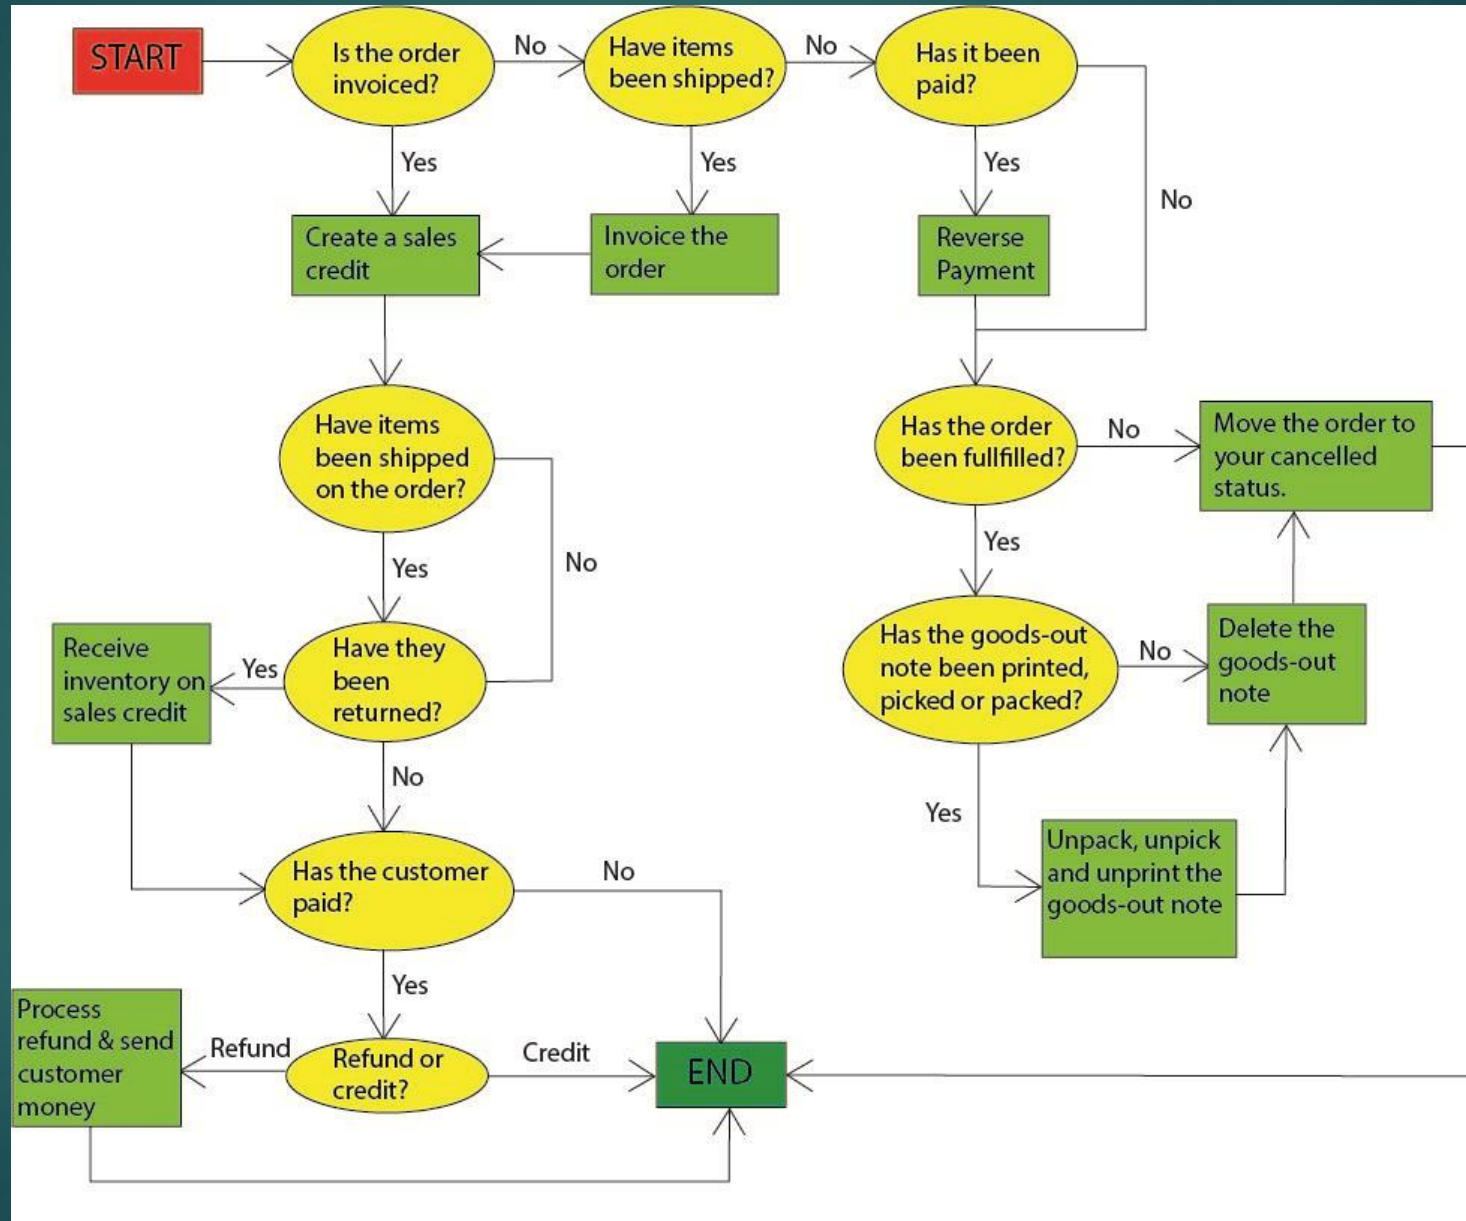 START
Is the order
invoiced?
No
Have items
been shipped?
No
Has it been
paid?
Yes
Yes
Yes
No
Create a sales
credit
Invoice the
order
Reverse
Payment
Have items
been shipped
on the order?
Has the order
been fullfilled?
No
Move the order to
your cancelled
status.
Yes
No
Yes
Receive
inventory on
sales credit
Yes
Have they
been
returned?
Has the goods-out
note been printed,
picked or packed?
No
Delete the
goods-out
note
No
Yes
Unpack, unpick
and unprint the
goods-out note
Has the customer
paid?
No
Yes
Process
refund & send
customer
money
Refund
Refund or
credit?
Credit
END